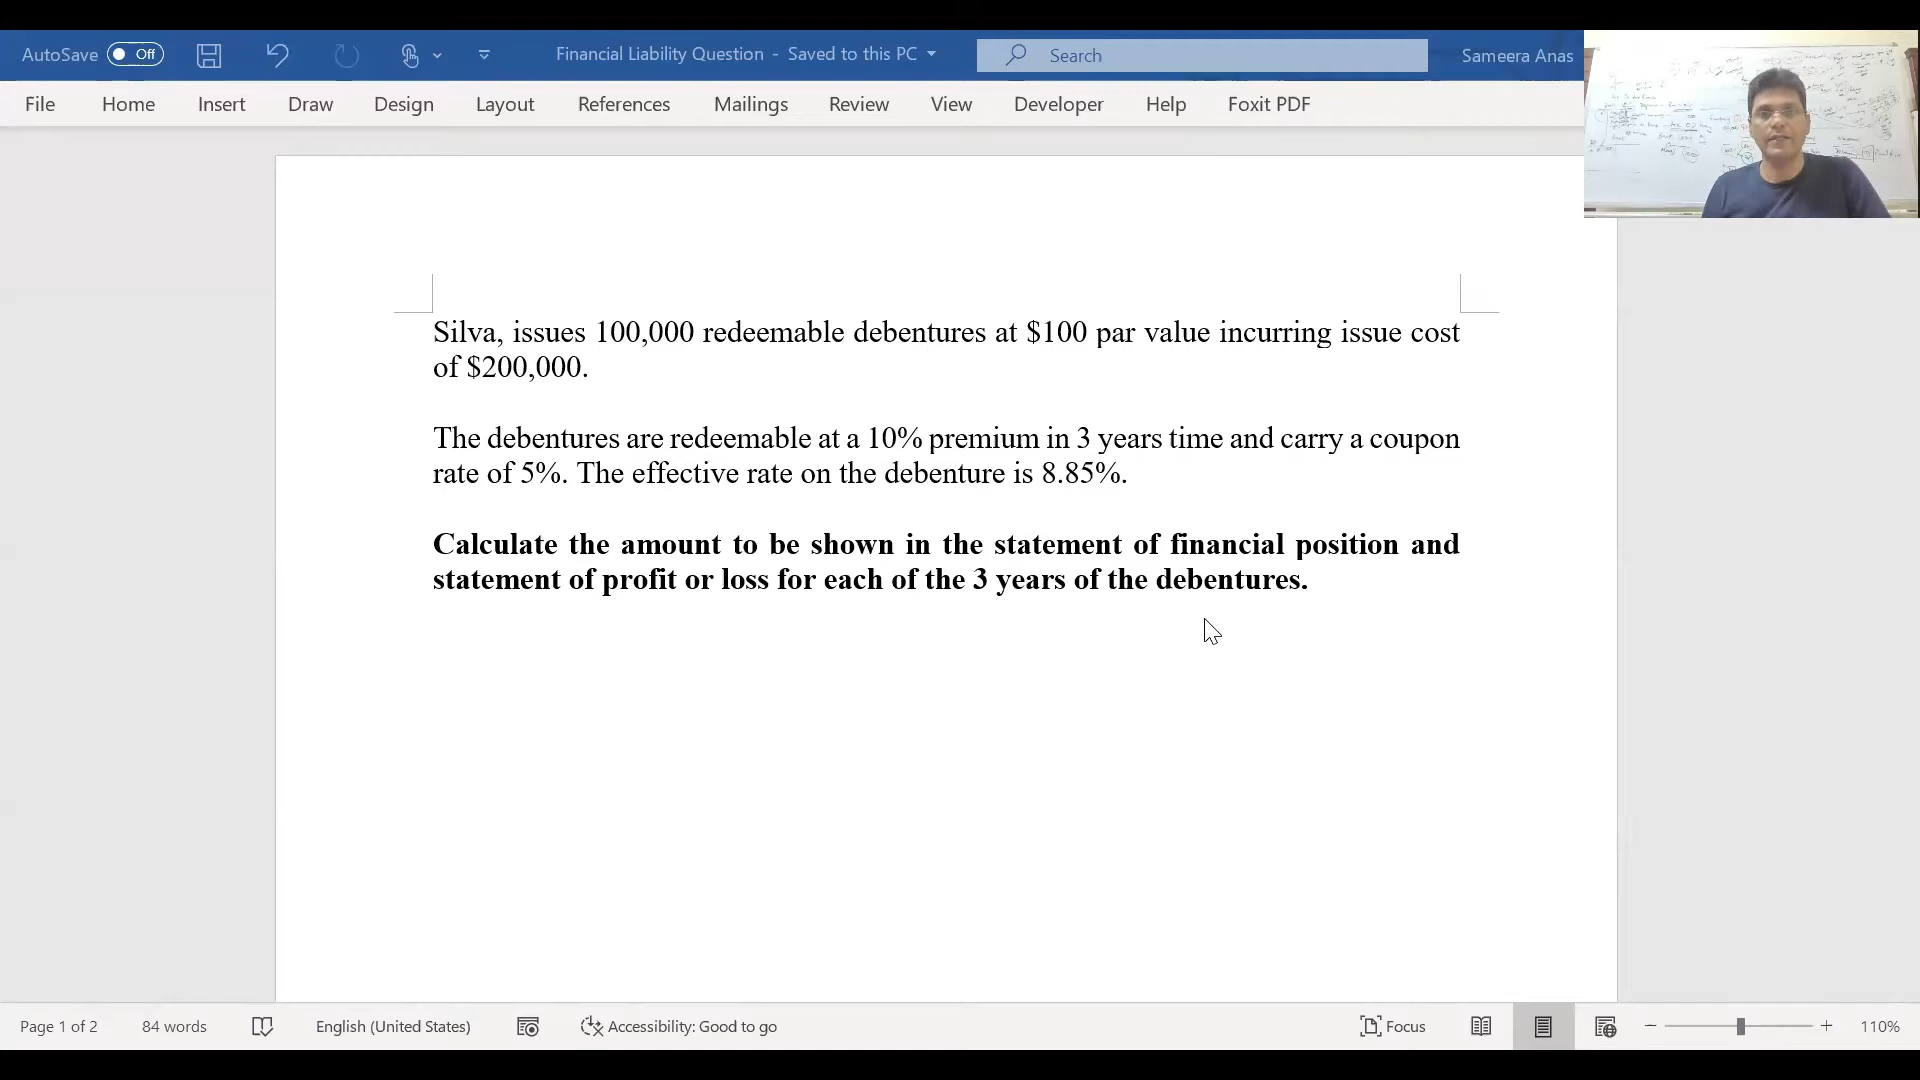 AutoSave Off Financial Liability Question - Saved to this PC Search Sameera Anas
File Home Insert Draw Design Layout References Mailings Review View Developer Help Foxit PDF
Silva, issues 100,000 redeemable debentures at $100 par value incurring issue cost
of $200,000.
The debentures are redeemable at a 10% premium in 3 years time and carry a coupon
rate of 5%. The effective rate on the debenture is 8.85%.
Calculate the amount to be shown in the statement of financial position and
statement of profit or loss for each of the 3 years of the debentures.
Page 1 of 2 84 words English (United States) Accessibility: Good to go Focus 110%